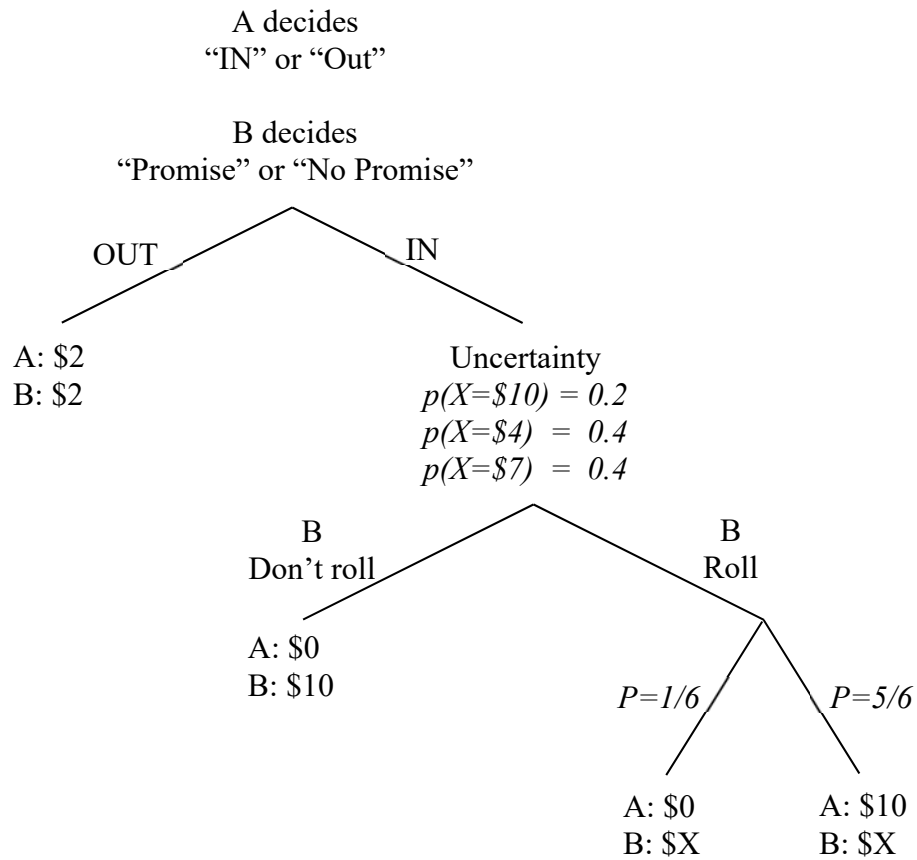 A decides
“IN” or “Out”
B decides
“Promise” or “No Promise”
OUT
IN
A: $2
B: $2
Uncertainty
p(X=$10) = 0.2
p(X=$4) = 0.4
p(X=$7) = 0.4
B
Don’t roll
B
Roll
A: $0
B: $10
P=1/6
P=5/6
A: $0
B: $X
A: $10
B: $X